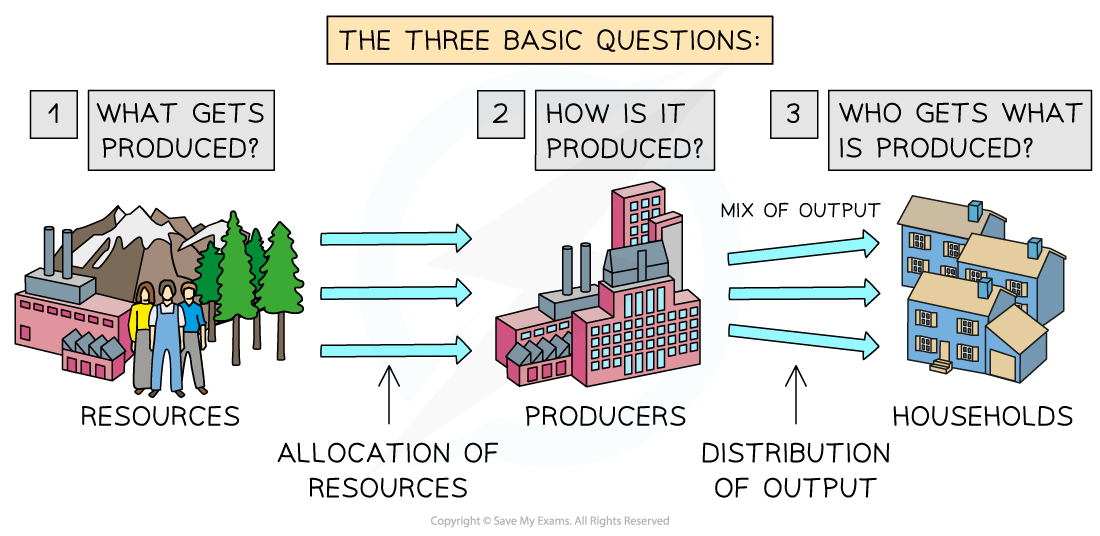 THE THREE BASIC QUESTIONS:
1
WHAT GETS
PRODUCED?
2
HOW IS IT
PRODUCED?
3
WHO GETS WHAT
IS PRODUCED?
MIX OF OUTPUT
RESOURCES
PRODUCERS
HOUSEHOLDS
ALLOCATION OF
RESOURCES
DISTRIBUTION
OF OUTPUT
Copyright © Save My Exams. All Rights Reserved